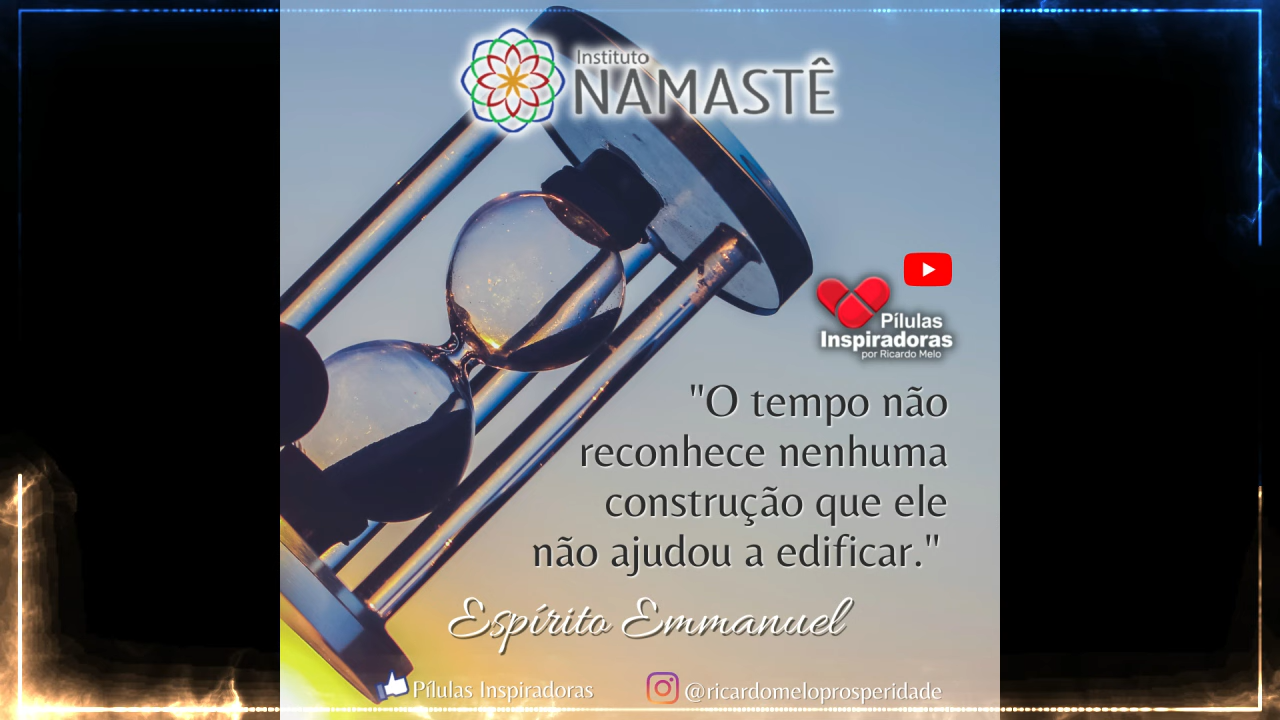 Instituto
NAMASTÊ
Pílulas
Inspiradoras
por Ricardo Melo
"O tempo não
reconhece nenhuma
construção que ele
não ajudou a edificar."
Espírito Emmanuel
Pílulas Inspiradoras
@ricardomeloprosperidade